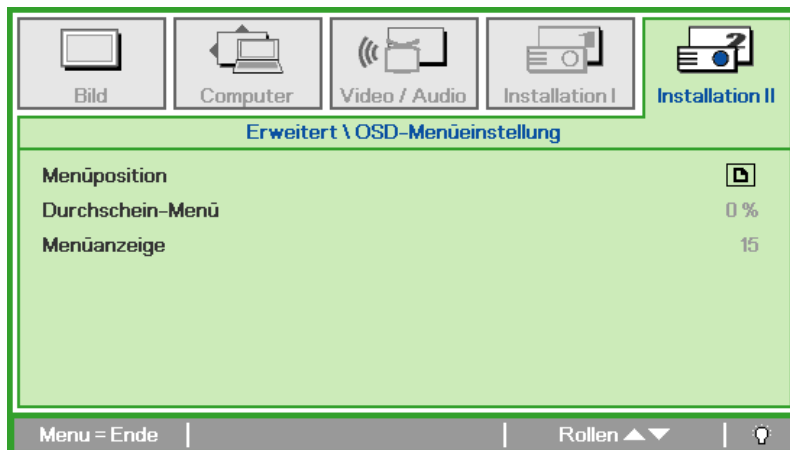 Bild
Computer
Video / Audio
Installation I
Installation II
Erweitert \ OSD-Menüeinstellung
Menüposition
Durchschein-Menü
0 %
Menüanzeige
15
Menu = Ende
Rollen ▲▼